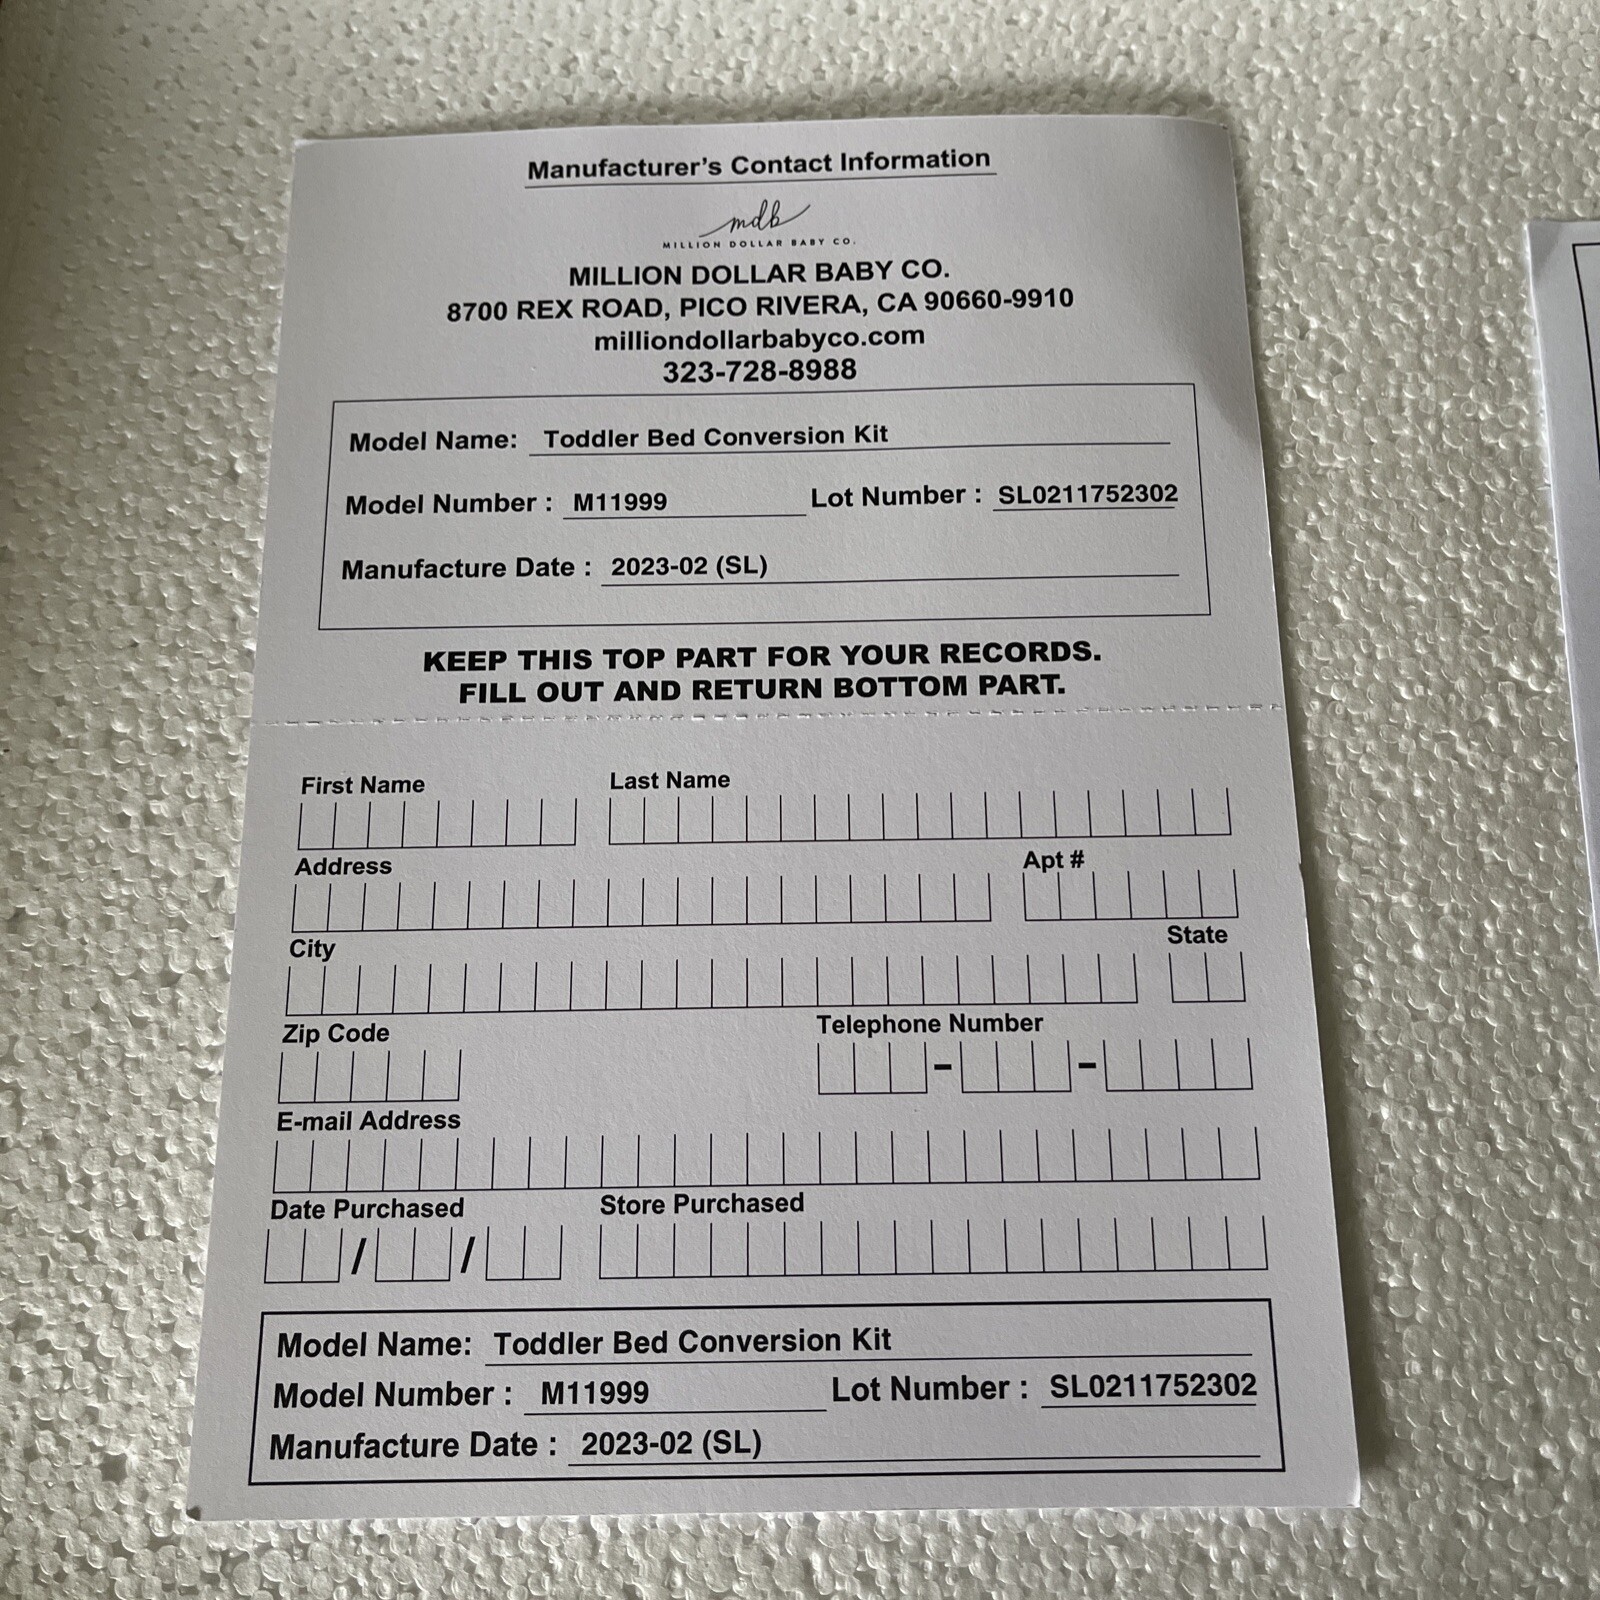 Manufacturer's Contact Information
mdb
MILLION DOLLAR BABY CO.
MILLION DOLLAR BABY CO.
8700 REX ROAD, PICO RIVERA, CA 90660-9910
milliondollarbabyco.com
323-728-8988
Model Name: Toddler Bed Conversion Kit
Model Number : M11999 Lot Number : SL0211752302
Manufacture Date : 2023-02 (SL)
KEEP THIS TOP PART FOR YOUR RECORDS.
FILL OUT AND RETURN BOTTOM PART.
First Name Last Name
Address Apt #
City State
Zip Code Telephone Number
- -
E-mail Address
Date Purchased Store Purchased
/ /
Model Name: Toddler Bed Conversion Kit
Model Number : M11999 Lot Number : SL0211752302
Manufacture Date : 2023-02 (SL)